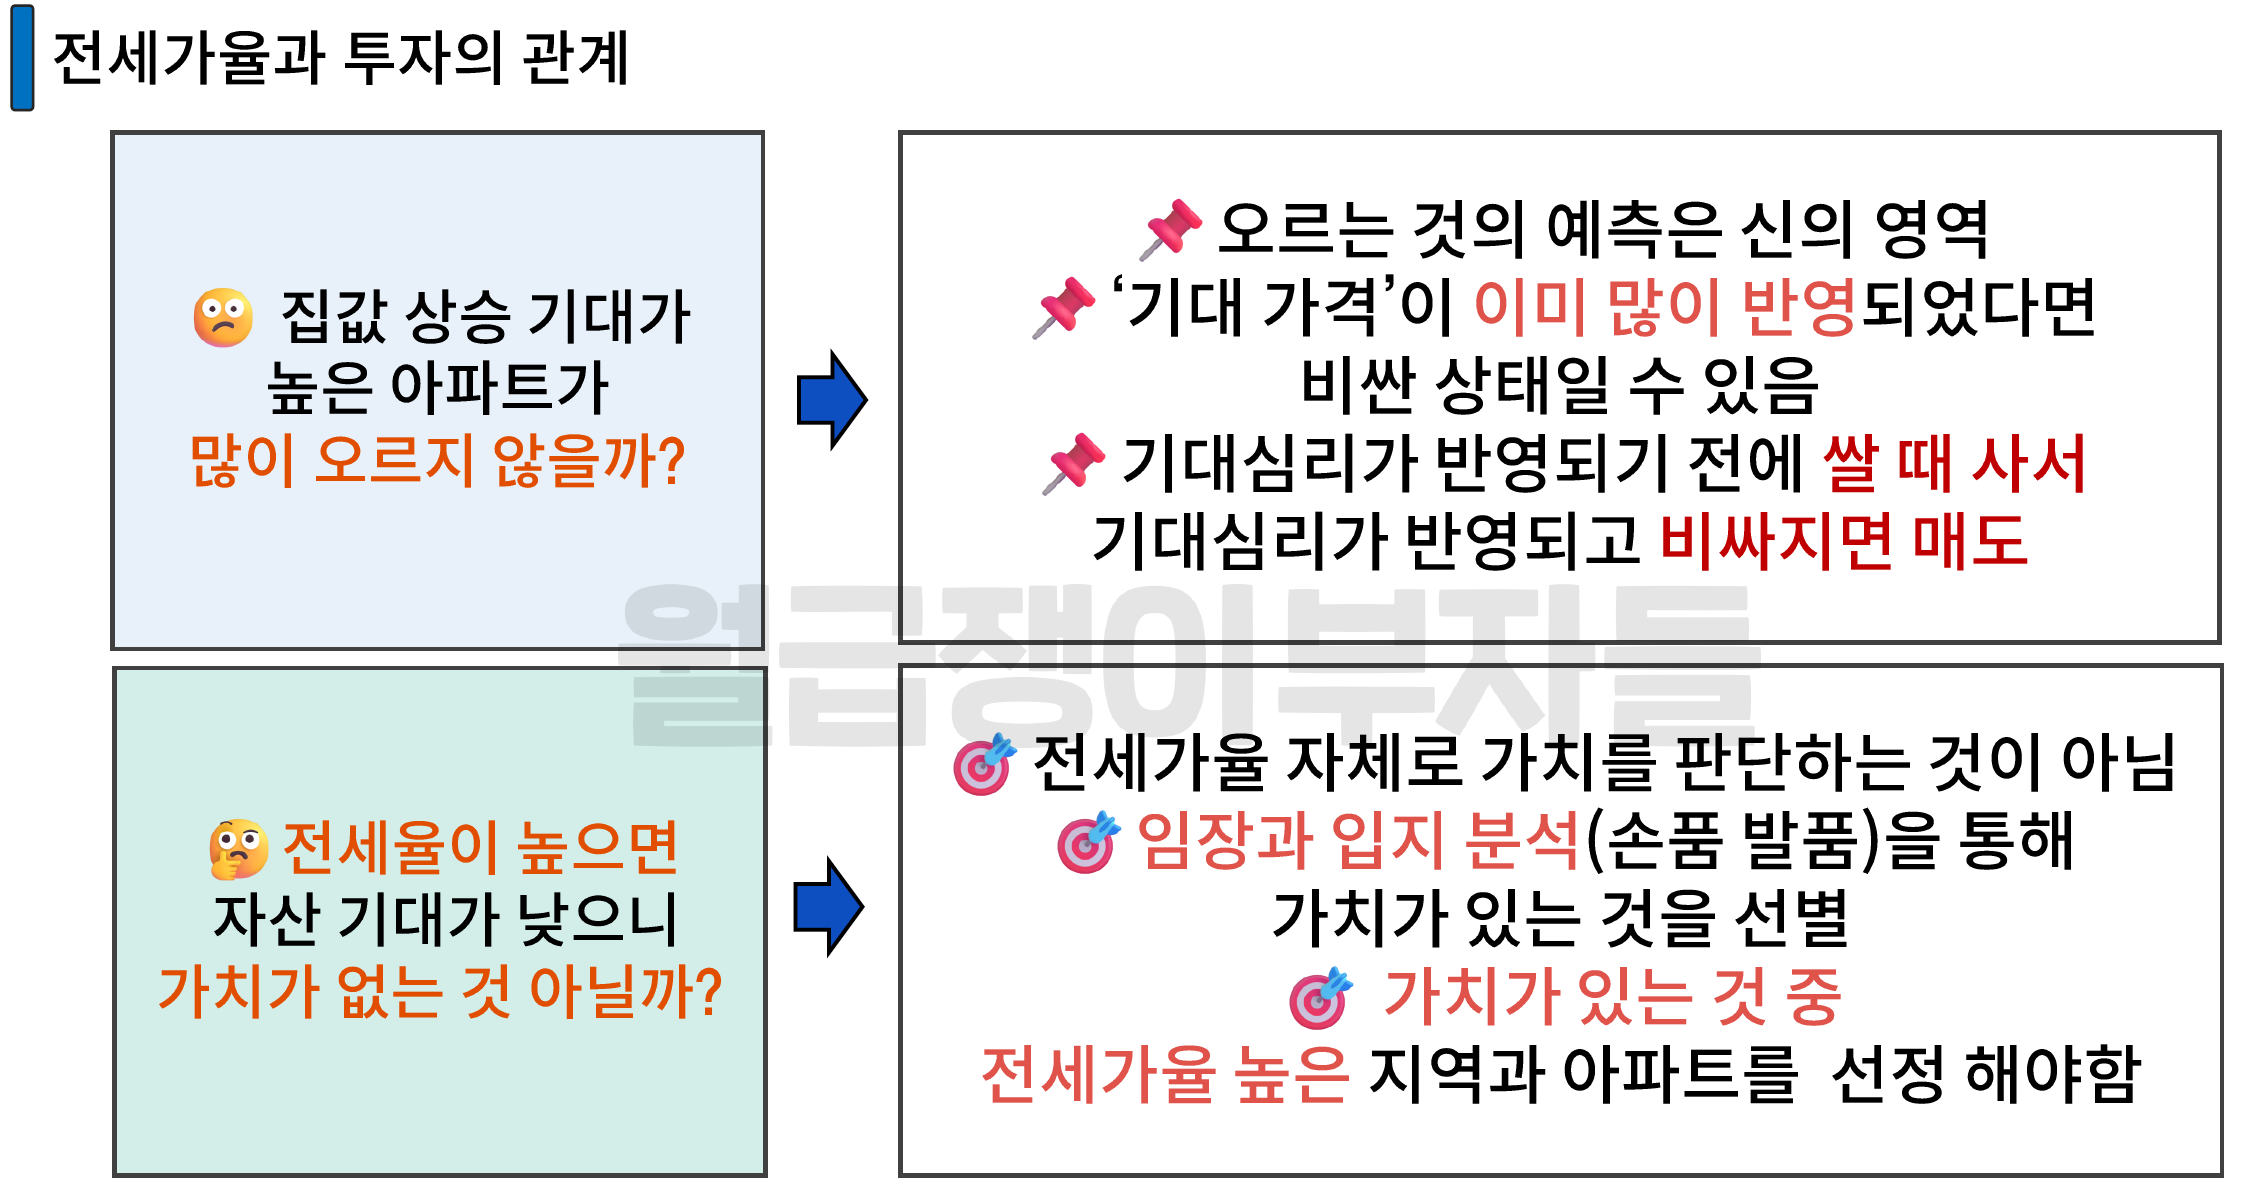 전세가율과 투자의 관계
😟 집값 상승 기대가
높은 아파트가
많이 오르지 않을까?
📌 오르는 것의 예측은 신의 영역
📌 ‘기대 가격’이 이미 많이 반영되었다면
비싼 상태일 수 있음
📌 기대심리가 반영되기 전에 쌀 때 사서
기대심리가 반영되고 비싸지면 매도
월급쟁이부자들
🤔 전세율이 높으면
자산 기대가 낮으니
가치가 없는 것 아닐까?
🎯 전세가율 자체로 가치를 판단하는 것이 아님
🎯 임장과 입지 분석(손품 발품)을 통해
가치가 있는 것을 선별
🎯 가치가 있는 것 중
전세가율 높은 지역과 아파트를 선정 해야함